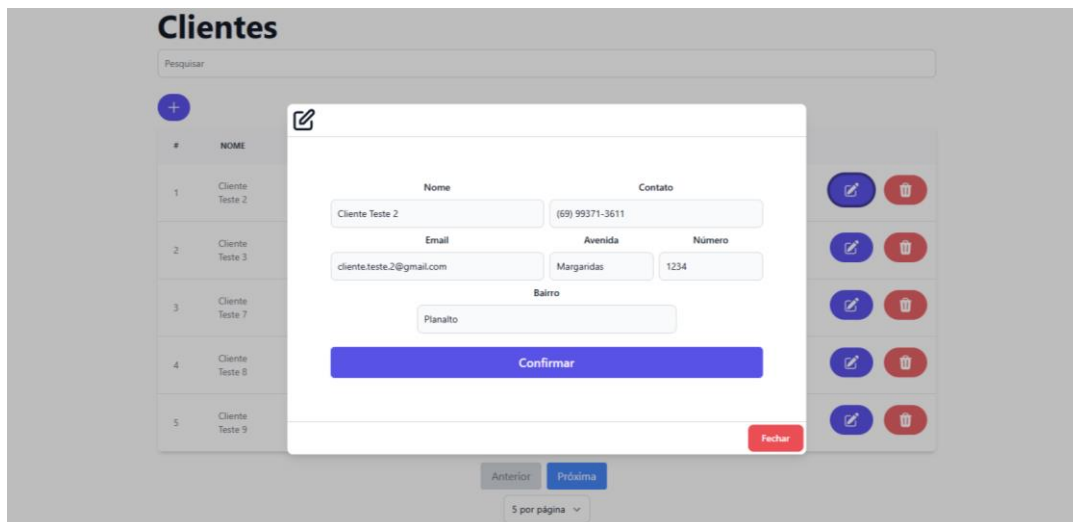 Clientes
Pesquisar
+
# NOME
1 Cliente Teste 2
2 Cliente Teste 3
3 Cliente Teste 7
4 Cliente Teste 8
5 Cliente Teste 9
Nome Contato
Cliente Teste 2 (69) 99371-3611
Email Avenida Número
cliente.teste.2@gmail.com Margaridas 1234
Bairro
Planalto
Confirmar
Fechar
Anterior Próxima
5 por página